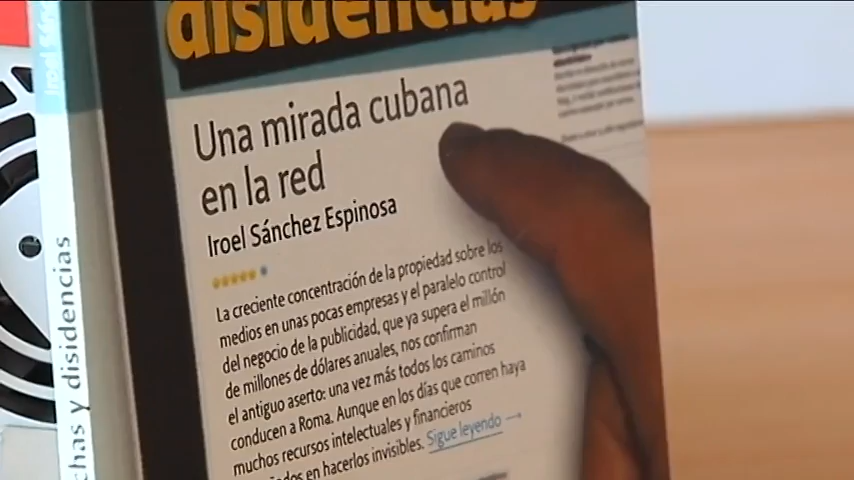 disidencias
Una mirada cubana
en la red
Iroel Sánchez Espinosa
La creciente concentración de la propiedad sobre los
medios en unas pocas empresas y el paralelo control
del negocio de la publicidad, que ya supera el millón
de millones de dólares anuales, nos confirman
el antiguo aserto: una vez más todos los caminos
conducen a Roma. Aunque en los días que corren haya
muchos recursos intelectuales y financieros
en hacerlos invisibles. Sigue leyendo →
chas y disidencias
Iroel